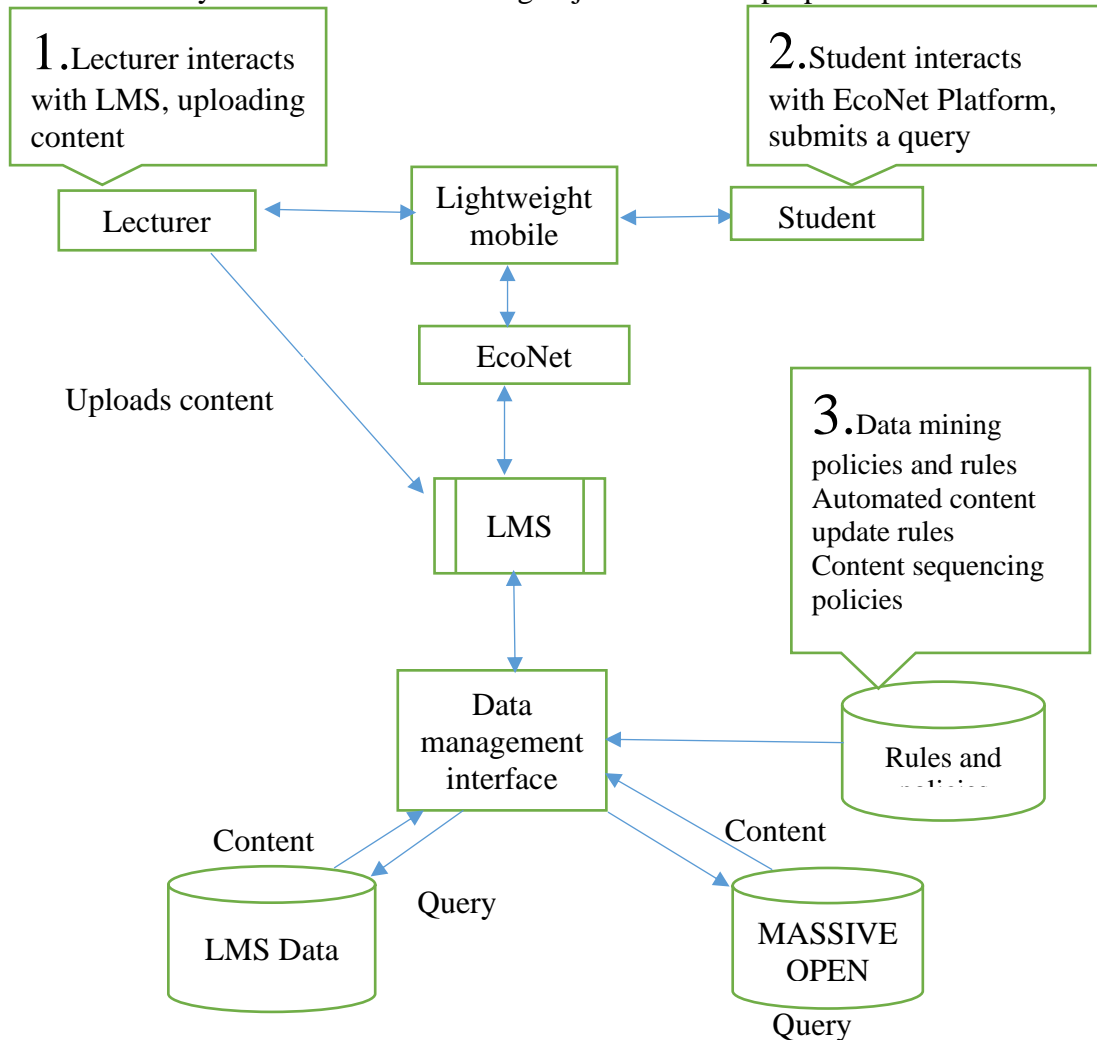 1.Lecturer interacts
with LMS, uploading
content
2.Student interacts
with EcoNet Platform,
submits a query
Lecturer
Lightweight
mobile
Student
EcoNet
Uploads content
3.Data mining
policies and rules
Automated content
update rules
Content sequencing
policies
LMS
Data
management
interface
Rules and
policies
Content
Content
Query
LMS Data
MASSIVE
OPEN
Query